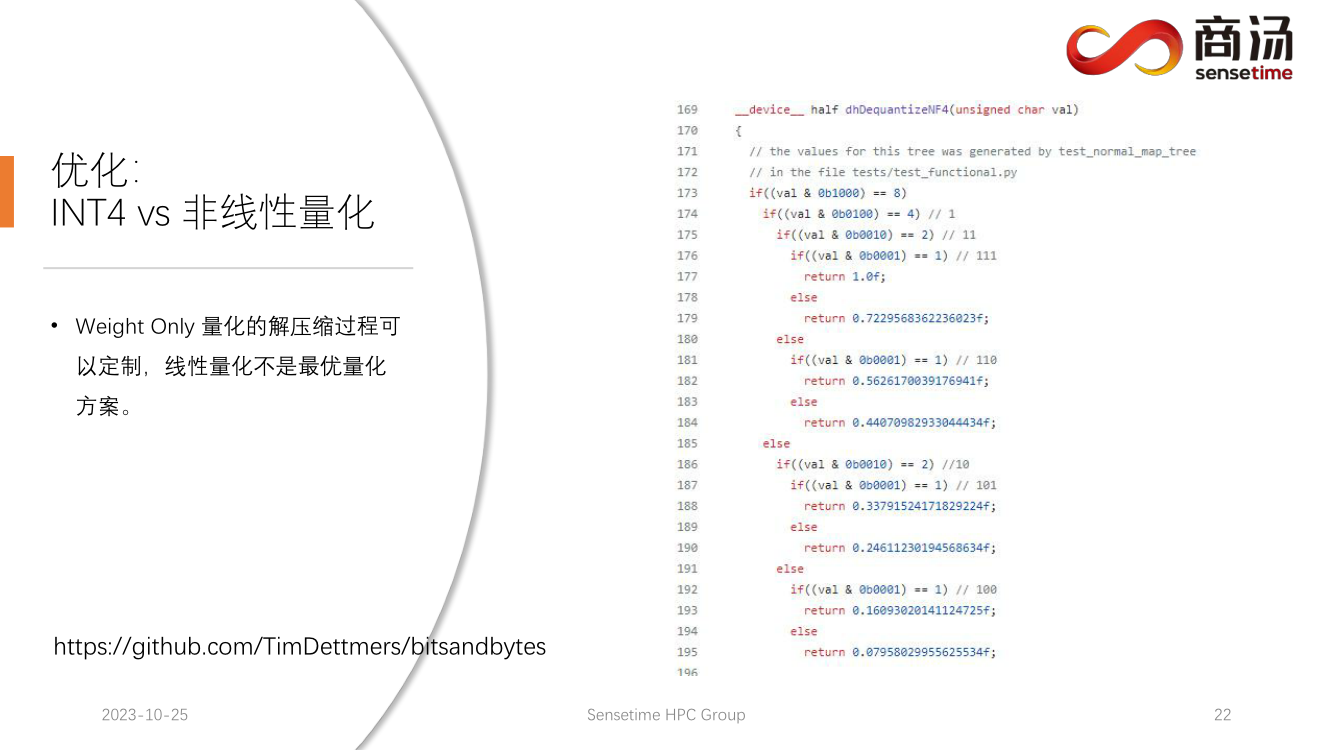 商汤
sensetime
优化:
INT4 vs 非线性量化
• Weight Only 量化的解压缩过程可
以定制，线性量化不是最优量化
方案。
https://github.com/TimDettmers/bitsandbytes
169 __device__ half dhDequantizeNF4(unsigned char val)
170 {
171 // the values for this tree was generated by test_normal_map_tree
172 // in the file tests/test_functional.py
173 if((val & 0b1000) == 8)
174 if((val & 0b0100) == 4) // 1
175 if((val & 0b0010) == 2) // 11
176 if((val & 0b0001) == 1) // 111
177 return 1.0f;
178 else
179 return 0.7229568362236023f;
180 else
181 if((val & 0b0001) == 1) // 110
182 return 0.5626170039176941f;
183 else
184 return 0.44070982933044434f;
185 else
186 if((val & 0b0010) == 2) //10
187 if((val & 0b0001) == 1) // 101
188 return 0.33791524171829224f;
189 else
190 return 0.24611230194568634f;
191 else
192 if((val & 0b0001) == 1) // 100
193 return 0.16093020141124725f;
194 else
195 return 0.07958029955625534f;
196
2023-10-25
Sensetime HPC Group
22